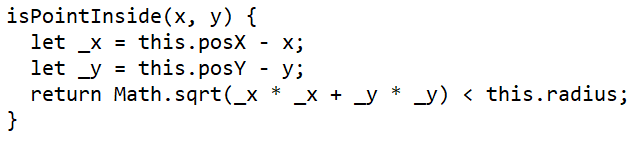 isPointInside(x, y) {
  let _x = this.posX - x;
  let _y = this.posY - y;
  return Math.sqrt(_x * _x + _y * _y) < this.radius;
}